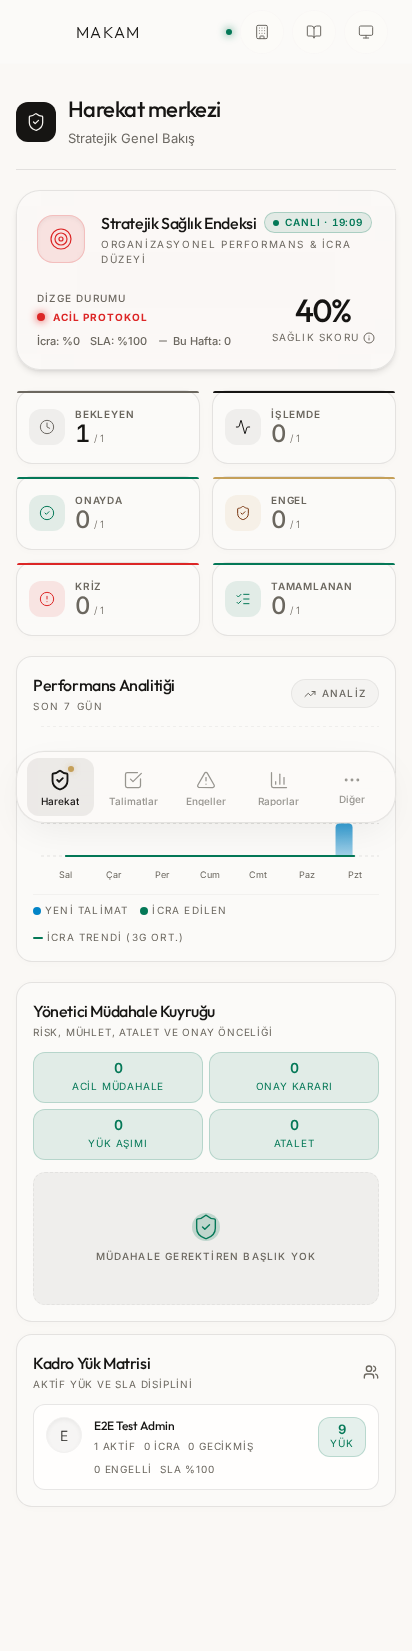 MAKAM
Harekat merkezi
Stratejik Genel Bakış
Stratejik Sağlık Endeksi
CANLI · 19:09
ORGANİZASYONEL PERFORMANS & İCRA
DÜZEYİ
DİZGE DURUMU
ACİL PROTOKOL
İcra: %0 SLA: %100 — Bu Hafta: 0
40%
SAĞLIK SKORU
BEKLEYEN
1 / 1
İŞLEMDE
0 / 1
ONAYDA
0 / 1
ENGEL
0 / 1
KRİZ
0 / 1
TAMAMLANAN
0 / 1
Performans Analitiği
SON 7 GÜN
ANALİZ
Harekat
Talimatlar
Engeller
Raporlar
Diğer
Sal Çar Per Cum Cmt Paz Pzt
YENİ TALİMAT İCRA EDİLEN
İCRA TRENDİ (3G ORT.)
Yönetici Müdahale Kuyruğu
RİSK, MÜHLET, ATALET VE ONAY ÖNCELİĞİ
0
ACİL MÜDAHALE
0
ONAY KARARI
0
YÜK AŞIMI
0
ATALET
MÜDAHALE GEREKTİREN BAŞLIK YOK
Kadro Yük Matrisi
AKTİF YÜK VE SLA DİSİPLİNİ
E
E2E Test Admin
1 AKTİF 0 İCRA 0 GECİKMİŞ
0 ENGELLİ SLA %100
9
YÜK